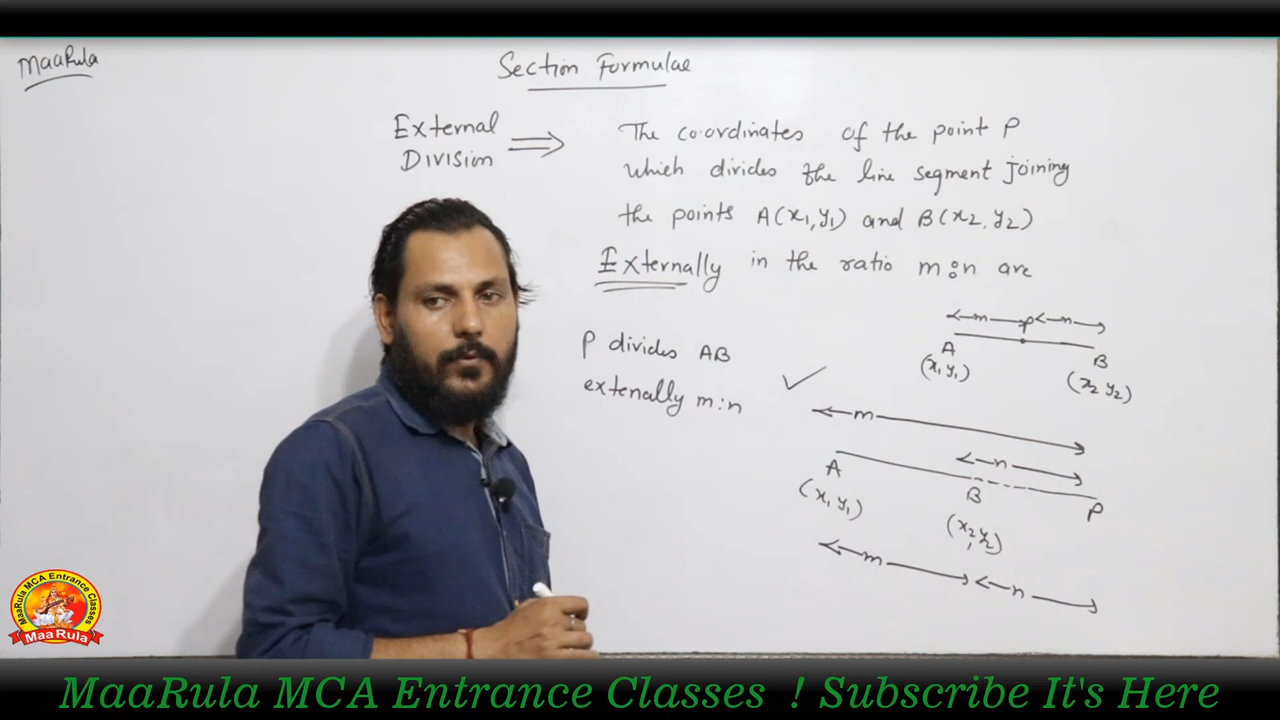 MaaRula
Section Formulae
External
Division ⇒
The co-ordinates of the point P
which divides the line segment joining
the points A(x1, y1) and B(x2, y2)
Externally in the ratio m:n are
m P n
A
(x1 y1)
B
(x2 y2)
P divides AB
extenally m:n
✓
m
n
A
(x1 y1)
B
(x2, y2)
P
m n
MaaRula MCA Entrance Classes
MaaRula
MaaRula MCA Entrance Classes ! Subscribe It's Here